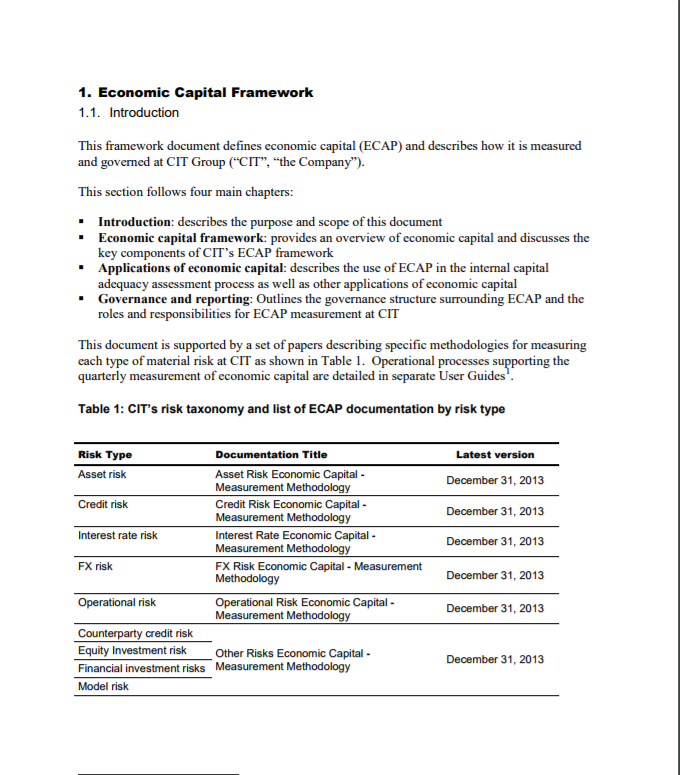 1. Economic Capital Framework
1.1. Introduction
This framework document defines economic capital (ECAP) and describes how it is measured
and governed at CIT Group (“CIT”, “the Company”).
This section follows four main chapters:
▪ Introduction: describes the purpose and scope of this document
▪ Economic capital framework: provides an overview of economic capital and discusses the
key components of CIT’s ECAP framework
▪ Applications of economic capital: describes the use of ECAP in the internal capital
adequacy assessment process as well as other applications of economic capital
▪ Governance and reporting: Outlines the governance structure surrounding ECAP and the
roles and responsibilities for ECAP measurement at CIT
This document is supported by a set of papers describing specific methodologies for measuring
each type of material risk at CIT as shown in Table 1. Operational processes supporting the
quarterly measurement of economic capital are detailed in separate User Guides¹.
Table 1: CIT’s risk taxonomy and list of ECAP documentation by risk type
Risk Type Documentation Title Latest version
Asset risk Asset Risk Economic Capital -
Measurement Methodology December 31, 2013
Credit risk Credit Risk Economic Capital -
Measurement Methodology December 31, 2013
Interest rate risk Interest Rate Economic Capital -
Measurement Methodology December 31, 2013
FX risk FX Risk Economic Capital - Measurement
Methodology December 31, 2013
Operational risk Operational Risk Economic Capital -
Measurement Methodology December 31, 2013
Counterparty credit risk
Equity Investment risk Other Risks Economic Capital -
Financial investment risks Measurement Methodology December 31, 2013
Model risk